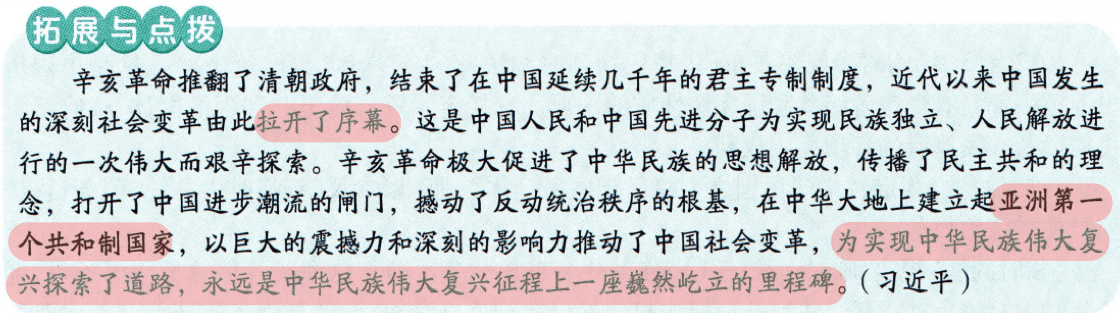 拓展与点拨
辛亥革命推翻了清朝政府，结束了在中国延续几千年的君主专制制度，近代以来中国发生
的深刻社会变革由此拉开了序幕。这是中国人民和中国先进分子为实现民族独立、人民解放进
行的一次伟大而艰辛探索。辛亥革命极大促进了中华民族的思想解放，传播了民主共和的理
念，打开了中国进步潮流的闸门，撼动了反动统治秩序的根基，在中华大地上建立起亚洲第一
个共和制国家，以巨大的震撼力和深刻的影响力推动了中国社会变革，为实现中华民族伟大复
兴探索了道路，永远是中华民族伟大复兴征程上一座巍然屹立的里程碑。（习近平）